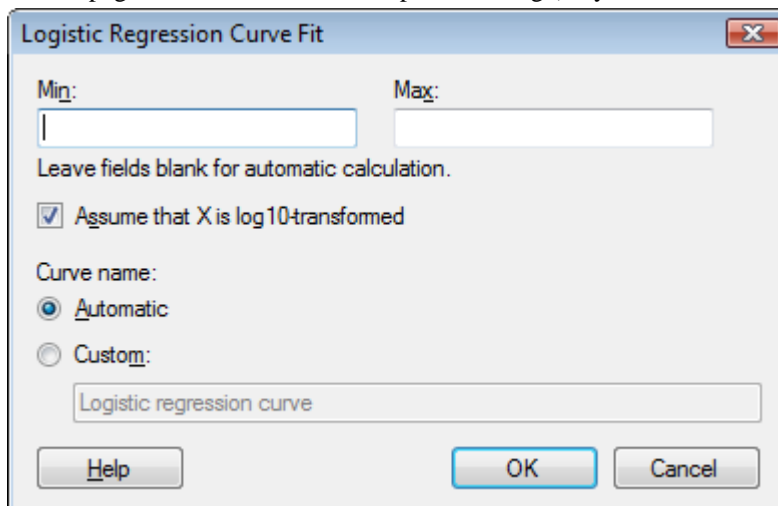 Logistic Regression Curve Fit
Min: Max:
Leave fields blank for automatic calculation.
Assume that X is log10-transformed
Curve name:
Automatic
Custom:
Logistic regression curve
Help OK Cancel